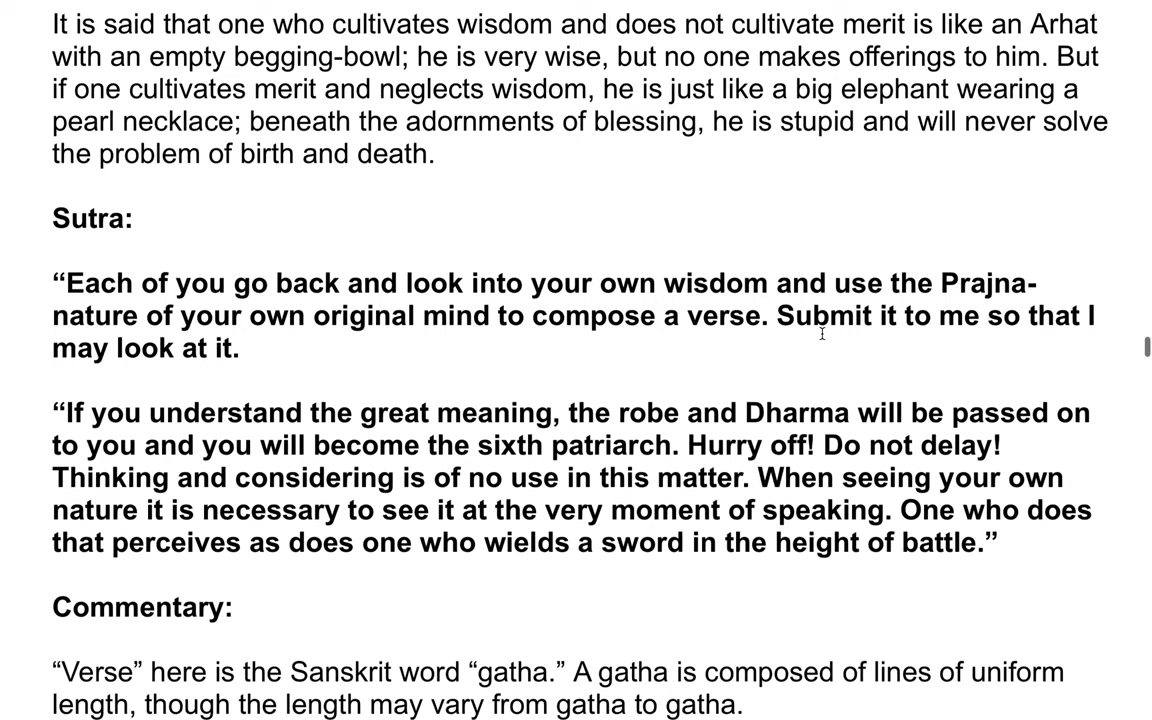 It is said that one who cultivates wisdom and does not cultivate merit is like an Arhat
with an empty begging-bowl; he is very wise, but no one makes offerings to him. But
if one cultivates merit and neglects wisdom, he is just like a big elephant wearing a
pearl necklace; beneath the adornments of blessing, he is stupid and will never solve
the problem of birth and death.
Sutra:
“Each of you go back and look into your own wisdom and use the Prajna-
nature of your own original mind to compose a verse. Submit it to me so that I
may look at it.
“If you understand the great meaning, the robe and Dharma will be passed on
to you and you will become the sixth patriarch. Hurry off! Do not delay!
Thinking and considering is of no use in this matter. When seeing your own
nature it is necessary to see it at the very moment of speaking. One who does
that perceives as does one who wields a sword in the height of battle.”
Commentary:
“Verse” here is the Sanskrit word “gatha.” A gatha is composed of lines of uniform
length, though the length may vary from gatha to gatha.